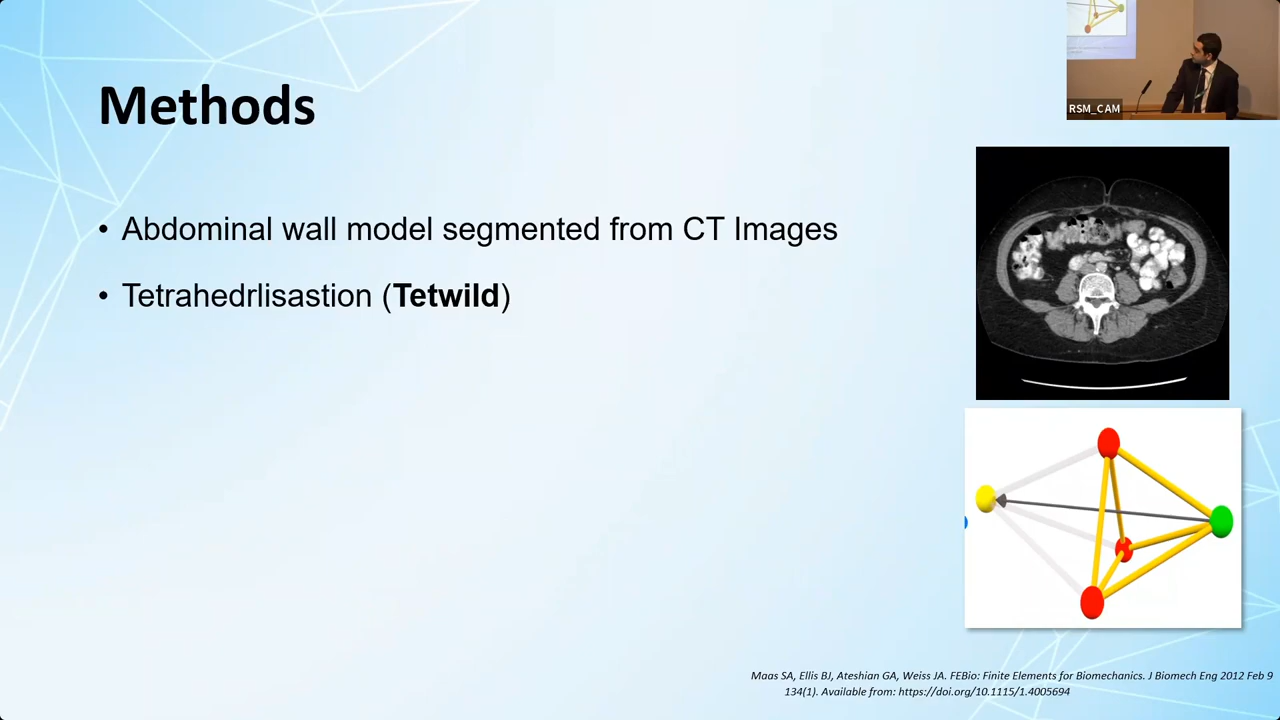 RSM_CAM
Methods
• Abdominal wall model segmented from CT Images
• Tetrahedrlisastion (Tetwild)
Maas SA, Ellis BJ, Ateshian GA, Weiss JA. FEBio: Finite Elements for Biomechanics. J Biomech Eng 2012 Feb 9
134(1). Available from: https://doi.org/10.1115/1.4005694